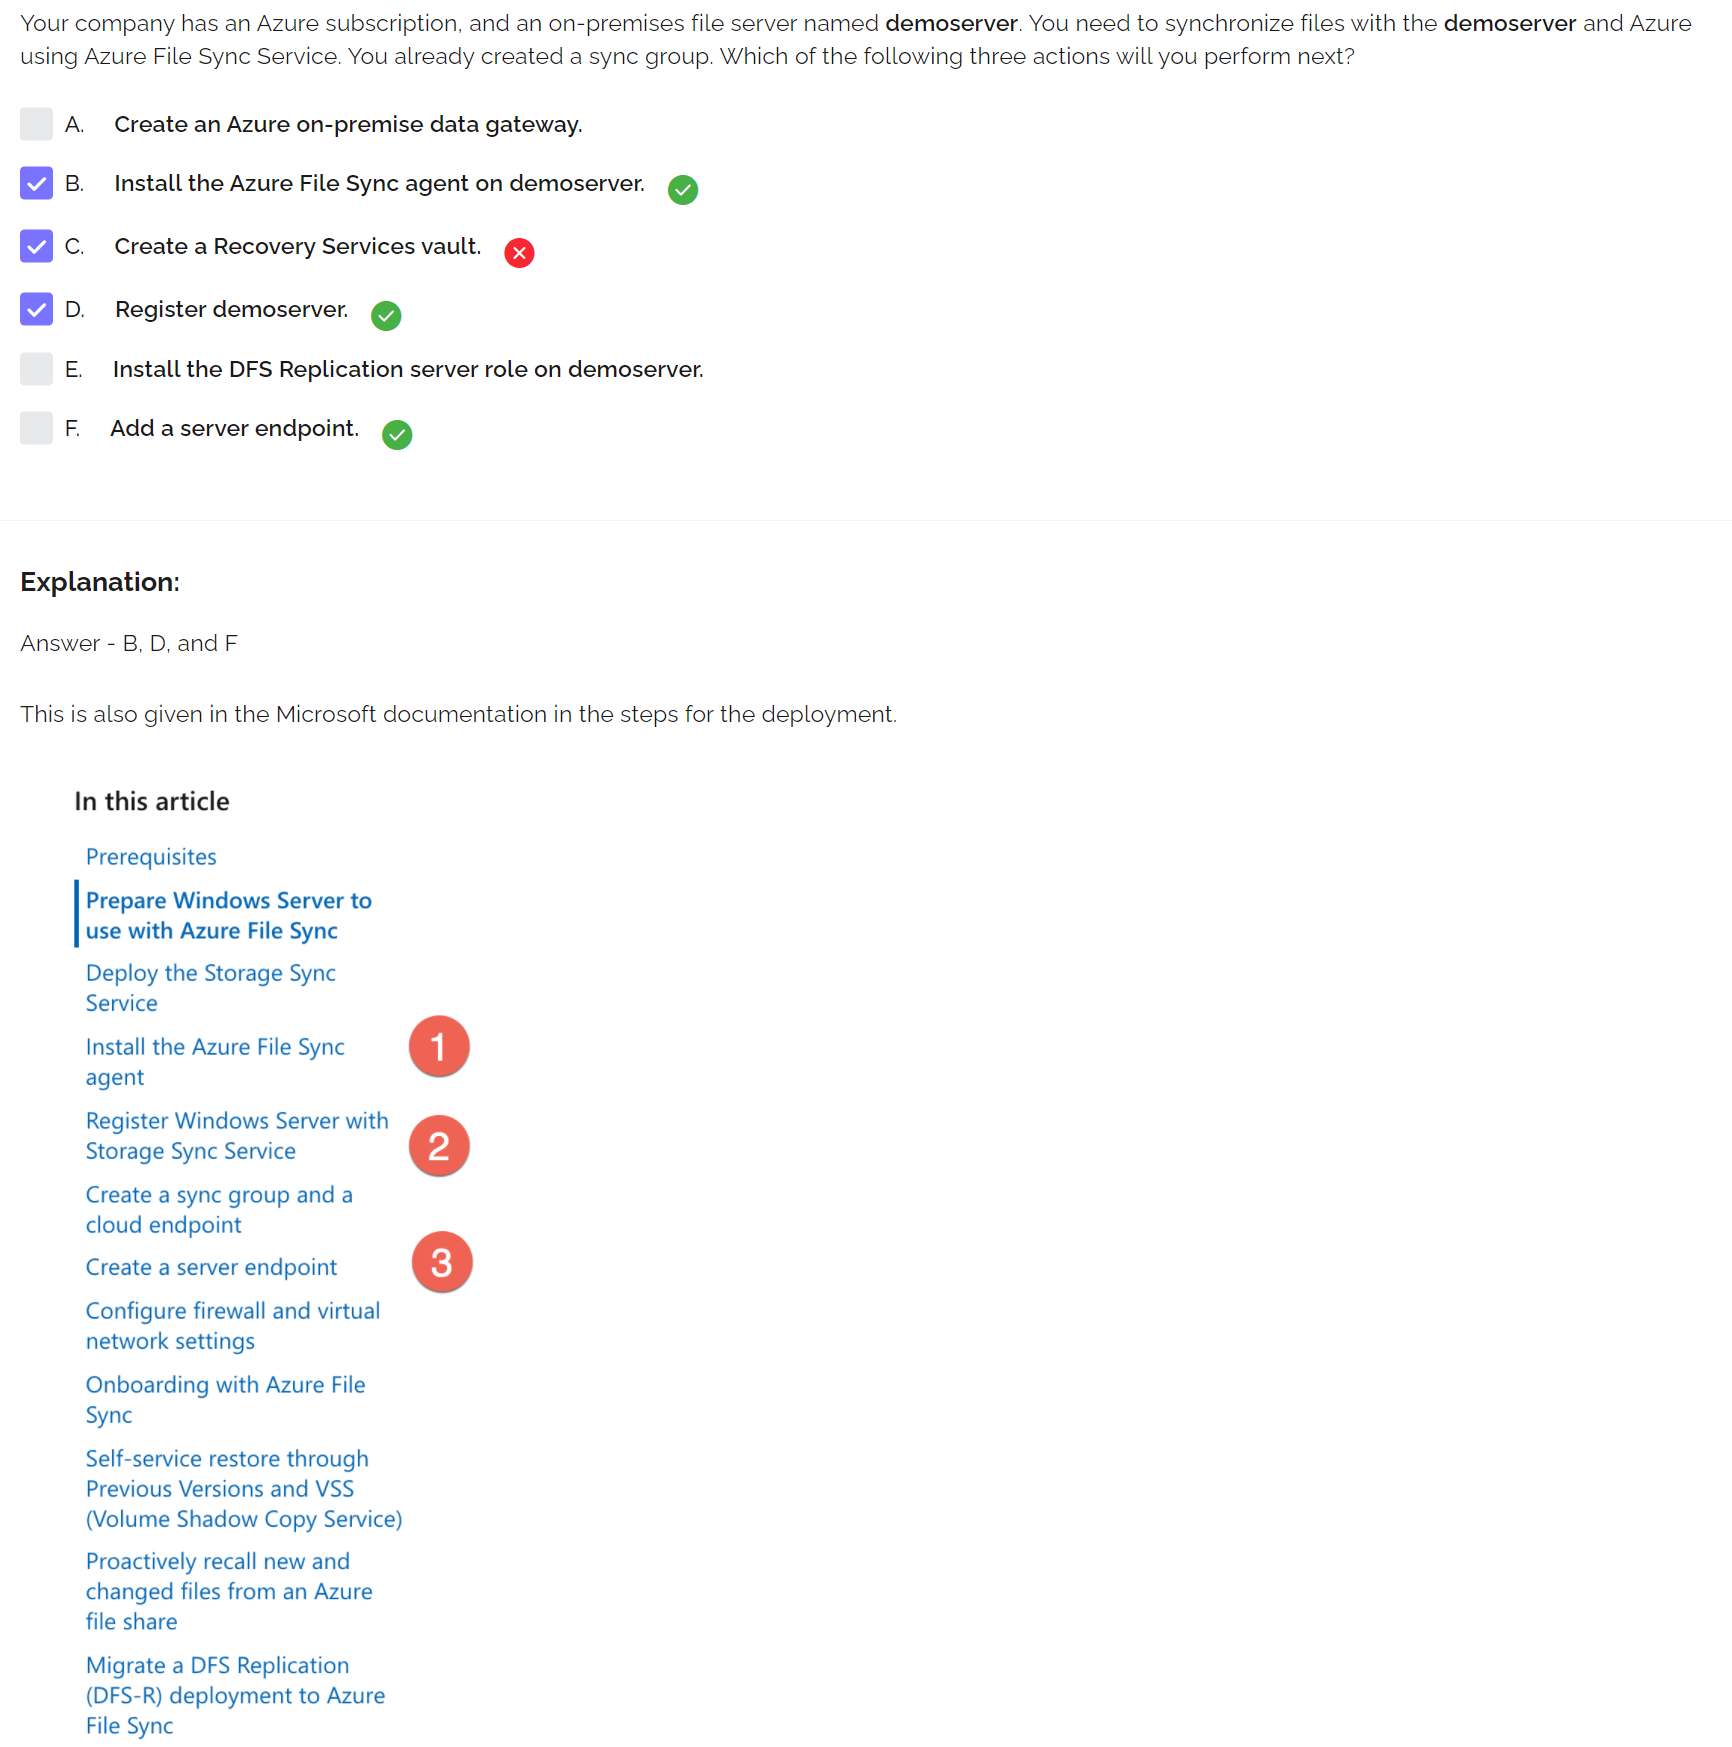 Your company has an Azure subscription, and an on-premises file server named demoserver. You need to synchronize files with the demoserver and Azure
using Azure File Sync Service. You already created a sync group. Which of the following three actions will you perform next?
A. Create an Azure on-premise data gateway.
B. Install the Azure File Sync agent on demoserver.
C. Create a Recovery Services vault.
D. Register demoserver.
E. Install the DFS Replication server role on demoserver.
F. Add a server endpoint.
Explanation:
Answer - B, D, and F
This is also given in the Microsoft documentation in the steps for the deployment.
In this article
Prerequisites
Prepare Windows Server to
use with Azure File Sync
Deploy the Storage Sync
Service
Install the Azure File Sync
agent
1
Register Windows Server with
Storage Sync Service
2
Create a sync group and a
cloud endpoint
Create a server endpoint
3
Configure firewall and virtual
network settings
Onboarding with Azure File
Sync
Self-service restore through
Previous Versions and VSS
(Volume Shadow Copy Service)
Proactively recall new and
changed files from an Azure
file share
Migrate a DFS Replication
(DFS-R) deployment to Azure
File Sync